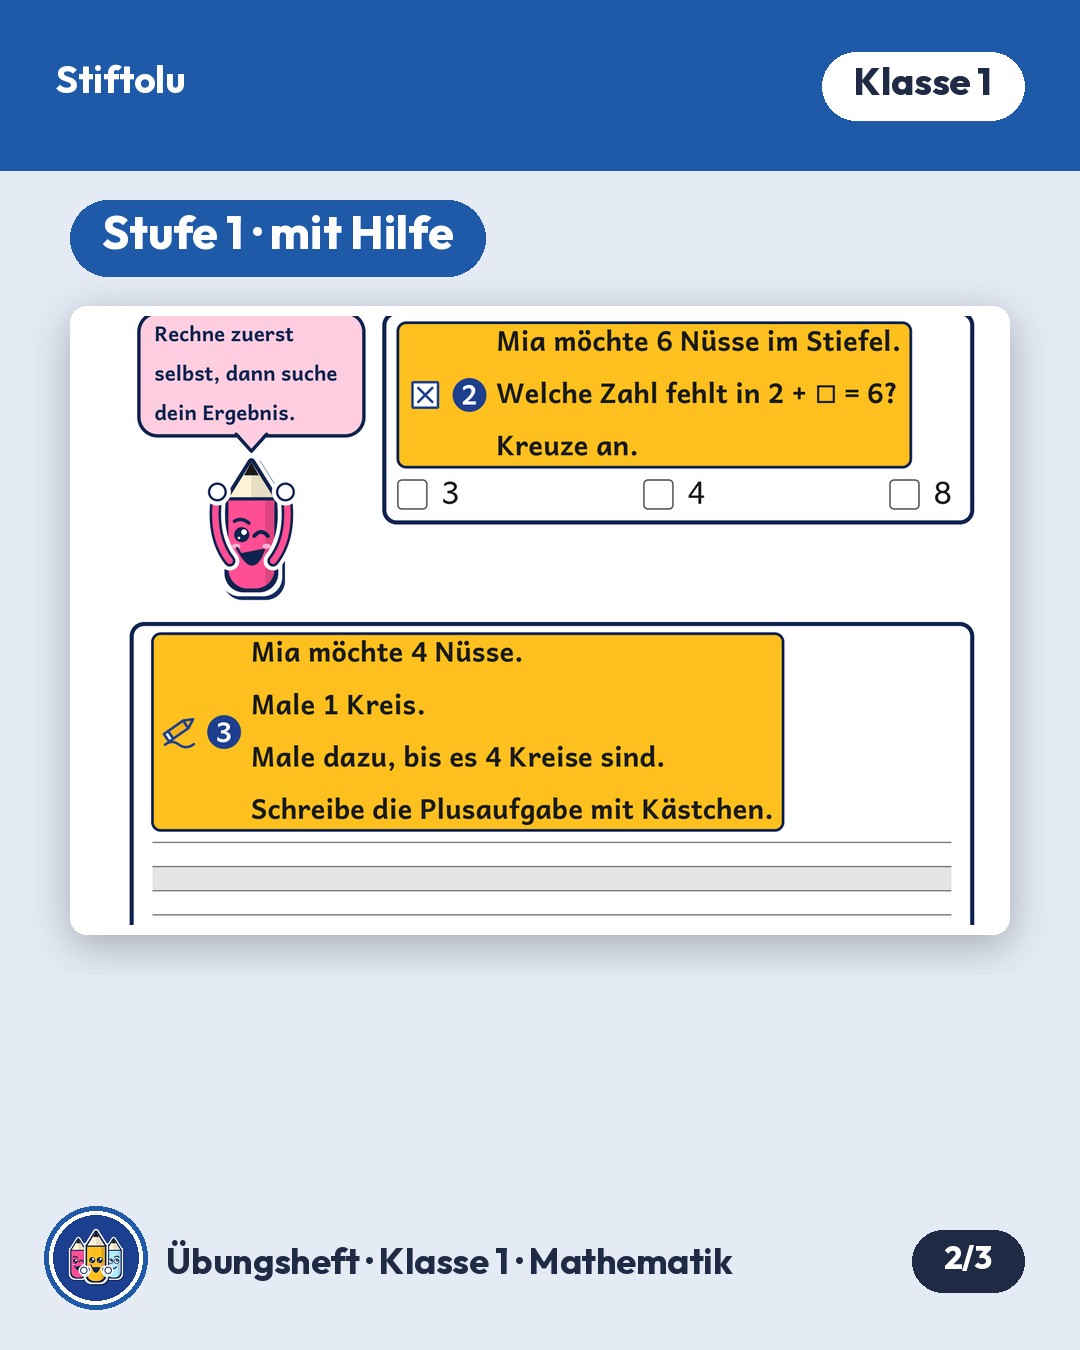 Stiftolu
Klasse 1
Stufe 1 · mit Hilfe
Rechne zuerst
selbst, dann suche
dein Ergebnis.
2 Mia möchte 6 Nüsse im Stiefel.
Welche Zahl fehlt in 2 + □ = 6?
Kreuze an.
3
4
8
3 Mia möchte 4 Nüsse.
Male 1 Kreis.
Male dazu, bis es 4 Kreise sind.
Schreibe die Plusaufgabe mit Kästchen.
Übungsheft · Klasse 1 · Mathematik
2/3